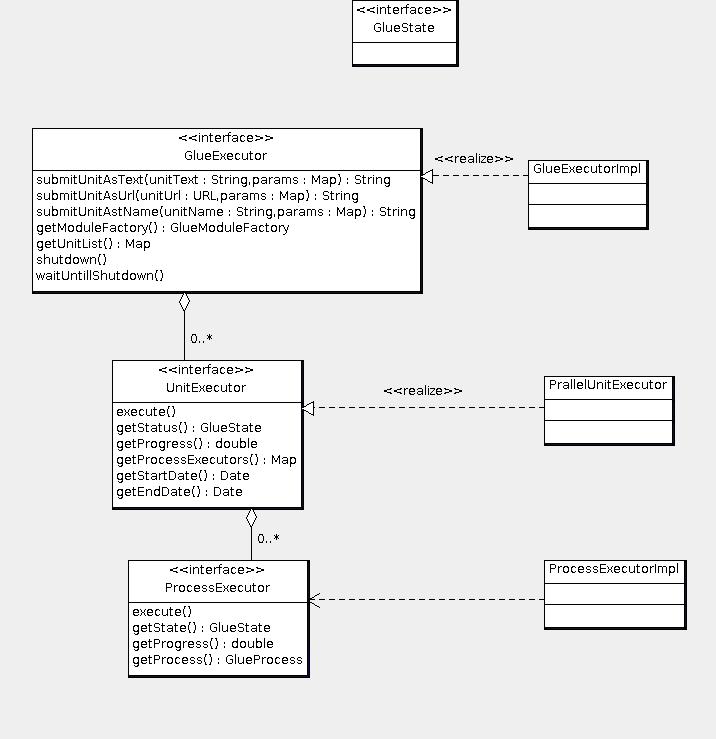 <<interface>>
GlueState
<<interface>>
GlueExecutor
submitUnitAsText(unitText : String,params : Map) : String
submitUnitAsUrl(unitUrl : URL,params : Map) : String
submitUnitAstName(unitName : String,params : Map) : String
getModuleFactory() : GlueModuleFactory
getUnitList() : Map
shutdown()
waitUntillShutdown()
<<realize>>
GlueExecutorImpl
0..*
<<interface>>
UnitExecutor
execute()
getStatus() : GlueState
getProgress() : double
getProcessExecutors() : Map
getStartDate() : Date
getEndDate() : Date
<<realize>>
PrallelUnitExecutor
0..*
<<interface>>
ProcessExecutor
execute()
getState() : GlueState
getProgress() : double
getProcess() : GlueProcess
ProcessExecutorImpl